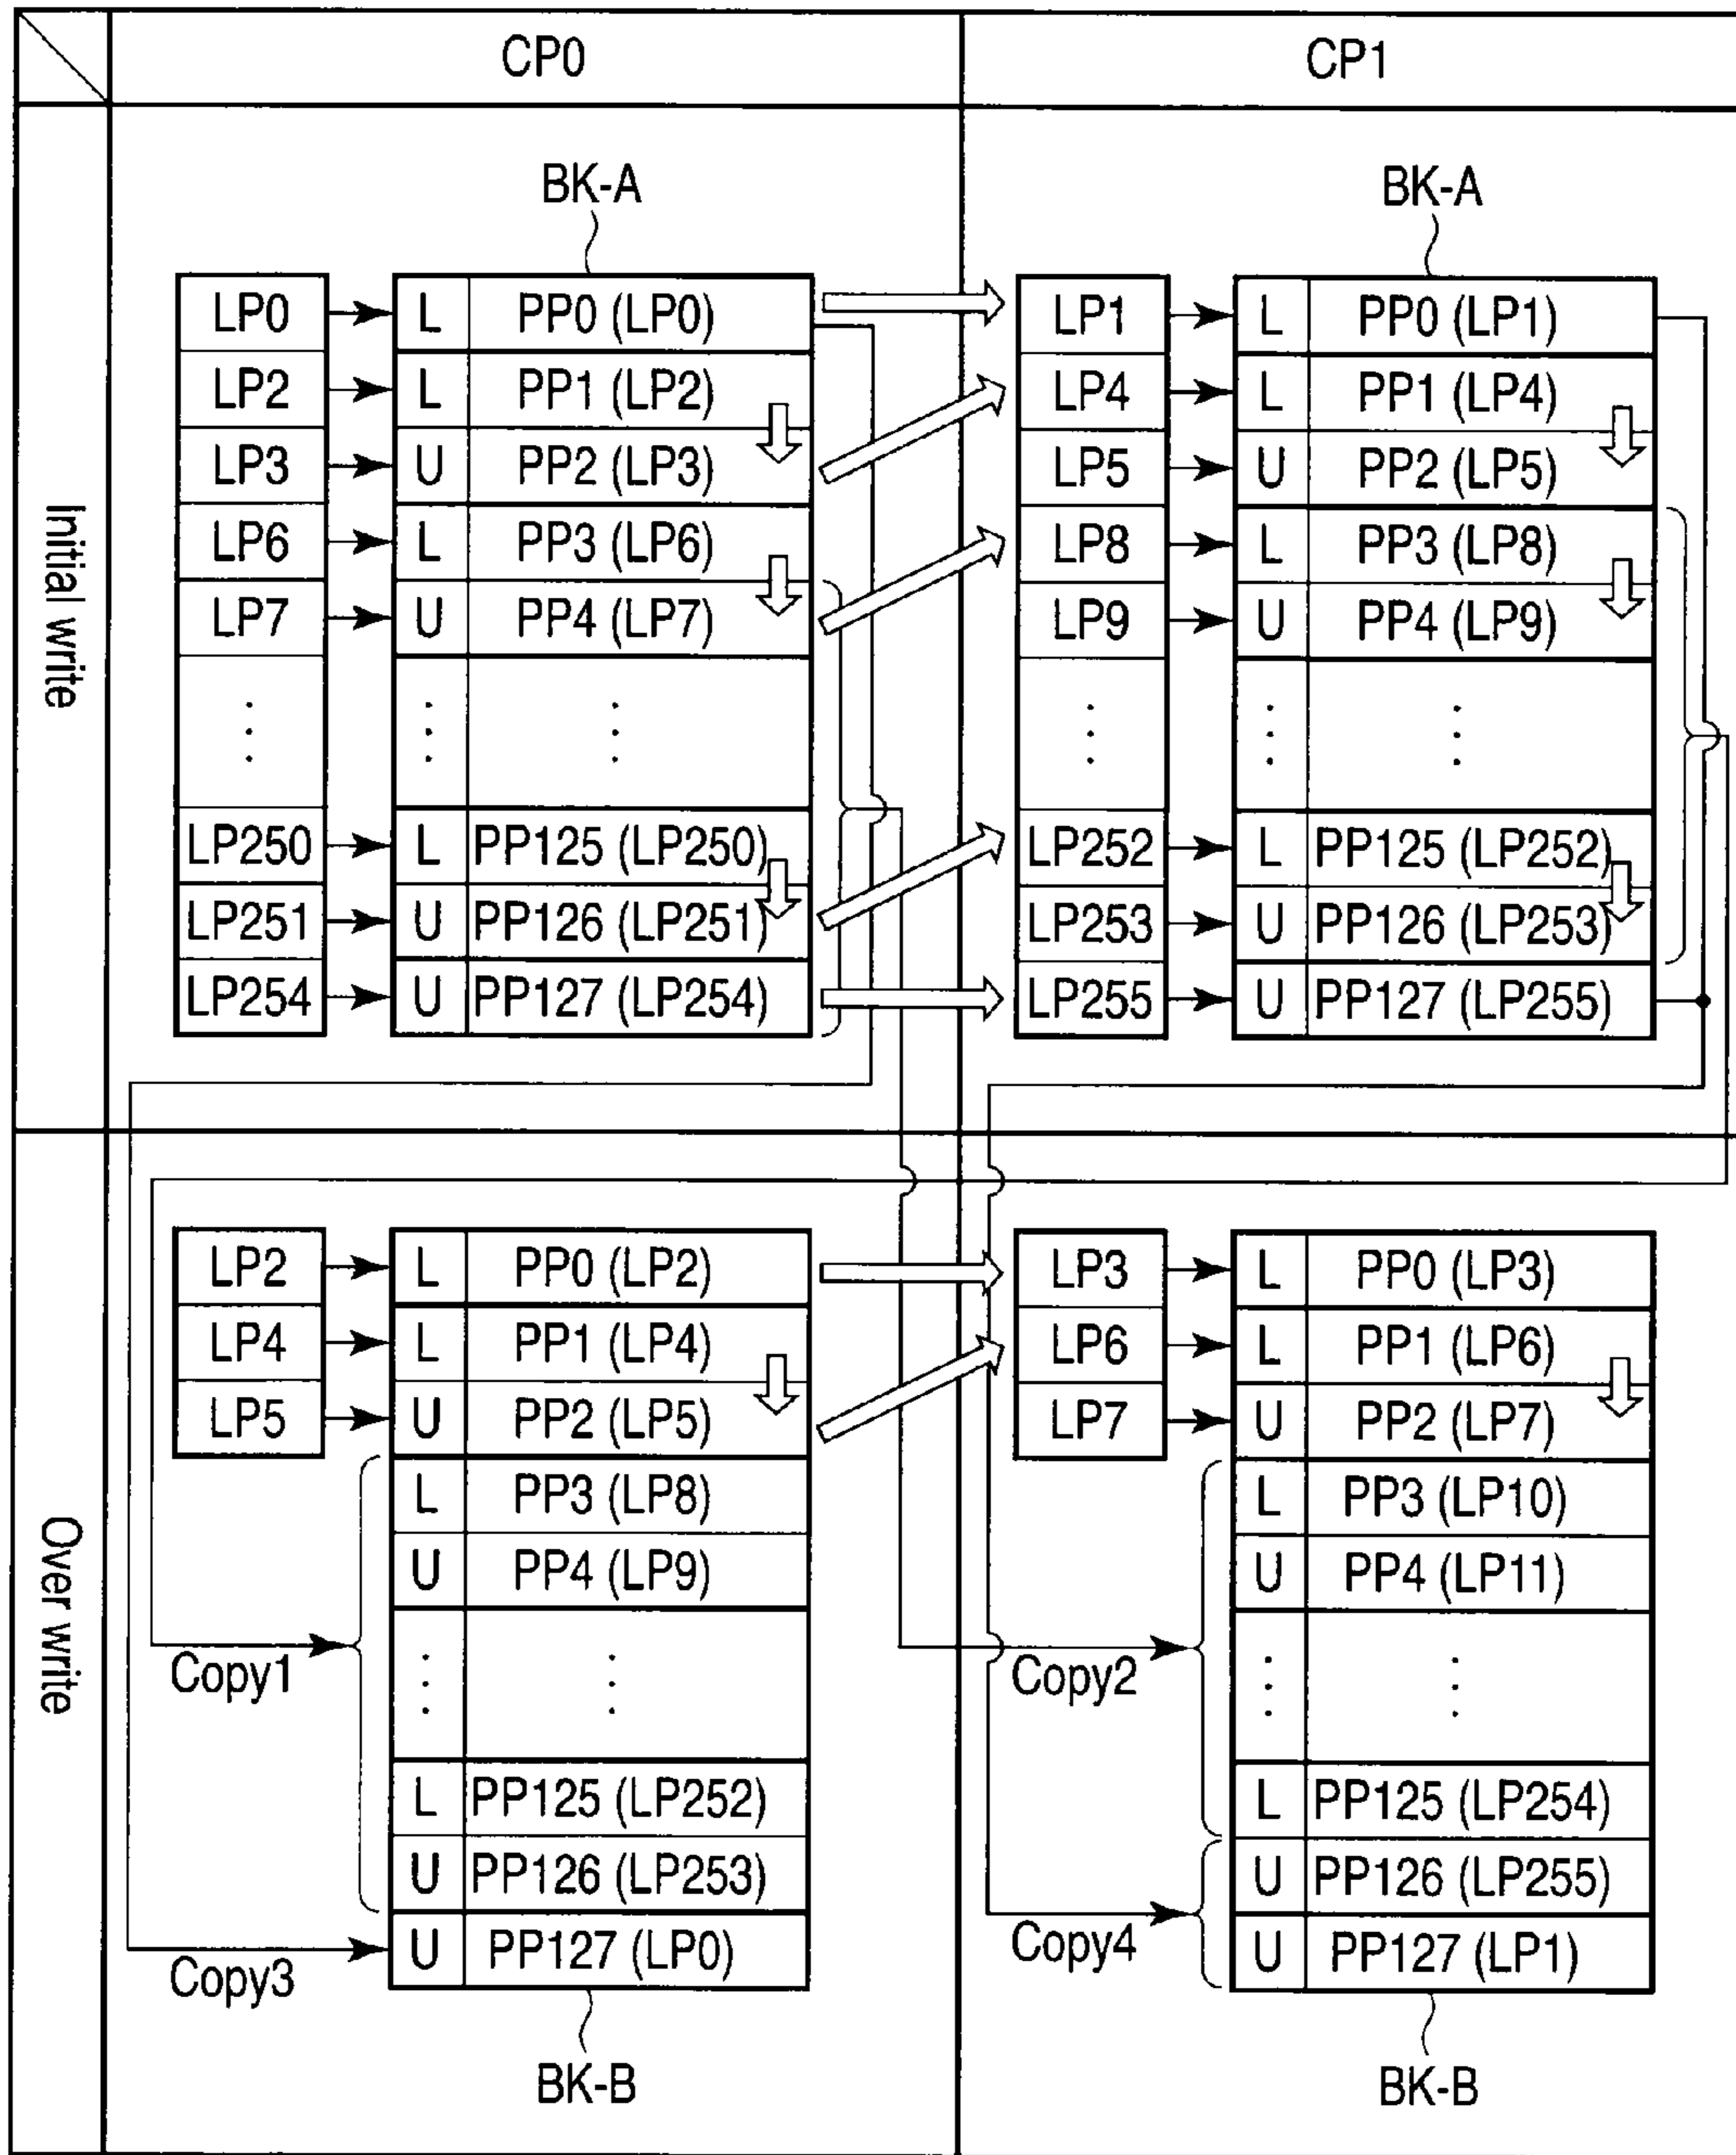 CP0 CP1
Initial write
BK-A BK-A
LP0 L PP0 (LP0) LP1 L PP0 (LP1)
LP2 L PP1 (LP2) LP4 L PP1 (LP4)
LP3 U PP2 (LP3) LP5 U PP2 (LP5)
LP6 L PP3 (LP6) LP8 L PP3 (LP8)
LP7 U PP4 (LP7) LP9 U PP4 (LP9)
LP250 L PP125 (LP250) LP252 L PP125 (LP252)
LP251 U PP126 (LP251) LP253 U PP126 (LP253)
LP254 U PP127 (LP254) LP255 U PP127 (LP255)
Over write
LP2 L PP0 (LP2) LP3 L PP0 (LP3)
LP4 L PP1 (LP4) LP6 L PP1 (LP6)
LP5 U PP2 (LP5) LP7 U PP2 (LP7)
L PP3 (LP8) L PP3 (LP10)
U PP4 (LP9) U PP4 (LP11)
Copy1 Copy2
L PP125 (LP252) L PP125 (LP254)
U PP126 (LP253) U PP126 (LP255)
Copy3 U PP127 (LP0) Copy4 U PP127 (LP1)
BK-B BK-B